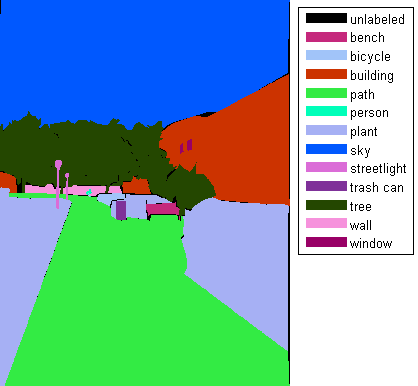 unlabeled
bench
bicycle
building
path
person
plant
sky
streetlight
trash can
tree
wall
window